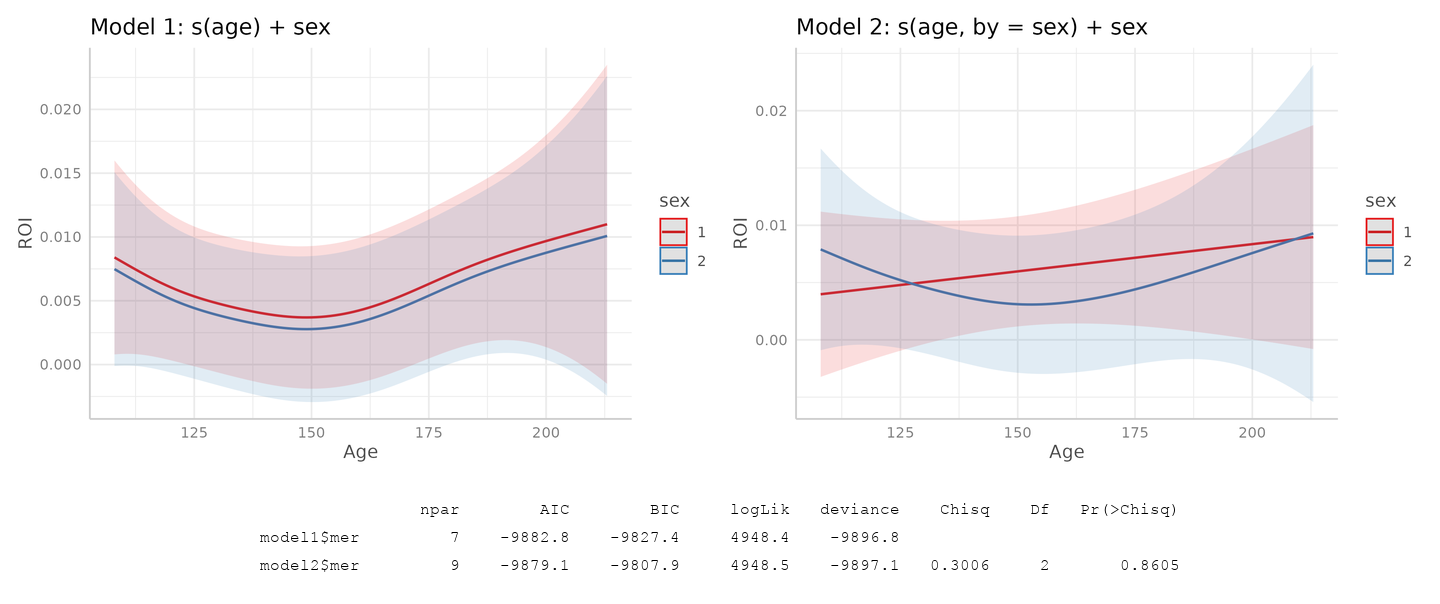 Model 1: s(age) + sex
0.020
0.015
0.010
0.005
0.000
ROI
125 150 175 200
Age
sex
1
2
Model 2: s(age, by = sex) + sex
0.02
0.01
0.00
ROI
125 150 175 200
Age
sex
1
2
npar AIC BIC logLik deviance Chisq Df Pr(>Chisq)
model1$mer 7 -9882.8 -9827.4 4948.4 -9896.8
model2$mer 9 -9879.1 -9807.9 4948.5 -9897.1 0.3006 2 0.8605